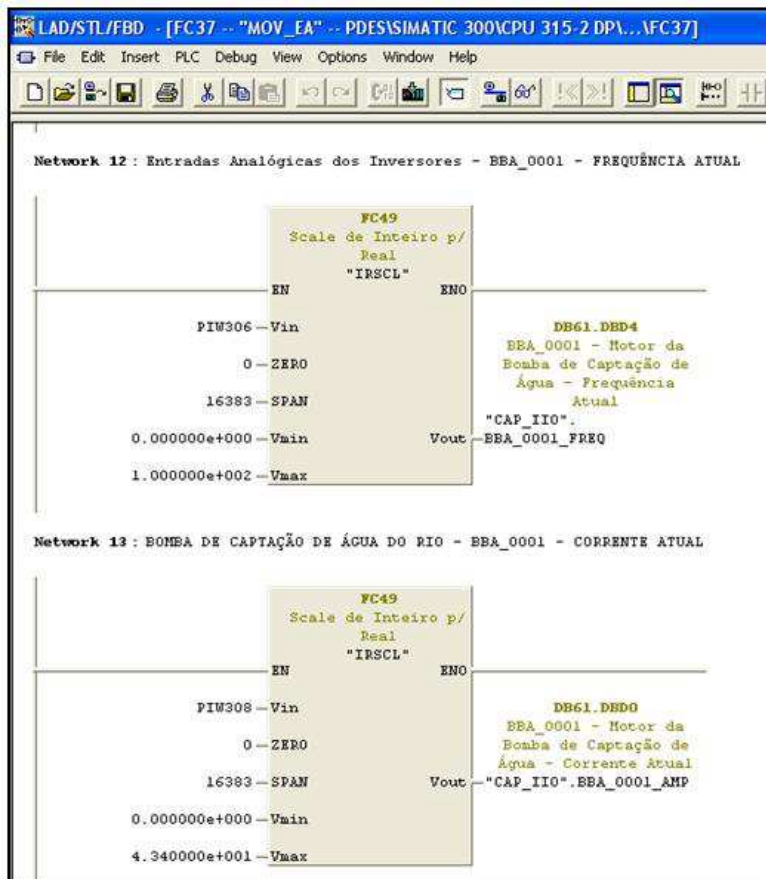 LAD/STL/FBD - [FC37 -- "MOV_EA" -- PDES\SIMATIC 300\CPU 315-2 DP\...\FC37]
File Edit Insert PLC Debug View Options Window Help
Network 12 : Entradas Analógicas dos Inversores - BBA_0001 - FREQUÊNCIA ATUAL
FC49
Scale de Inteiro p/
Real
"IRSCL"
EN ENO
PIW306 Vin
0 ZERO
16383 SPAN
0.000000e+000 Vmin
1.000000e+002 Vmax
DB61.DBD4
BBA_0001 - Motor da
Bomba de Captação de
Água - Frequência
Atual
"CAP_IIO".
Vout BBA_0001_FREQ
Network 13 : BOMBA DE CAPTAÇÃO DE ÁGUA DO RIO - BBA_0001 - CORRENTE ATUAL
FC49
Scale de Inteiro p/
Real
"IRSCL"
EN ENO
PIW308 Vin
0 ZERO
16383 SPAN
0.000000e+000 Vmin
4.340000e+001 Vmax
DB61.DBD0
BBA_0001 - Motor da
Bomba de Captação de
Água - Corrente Atual
Vout "CAP_IIO".BBA_0001_AMP